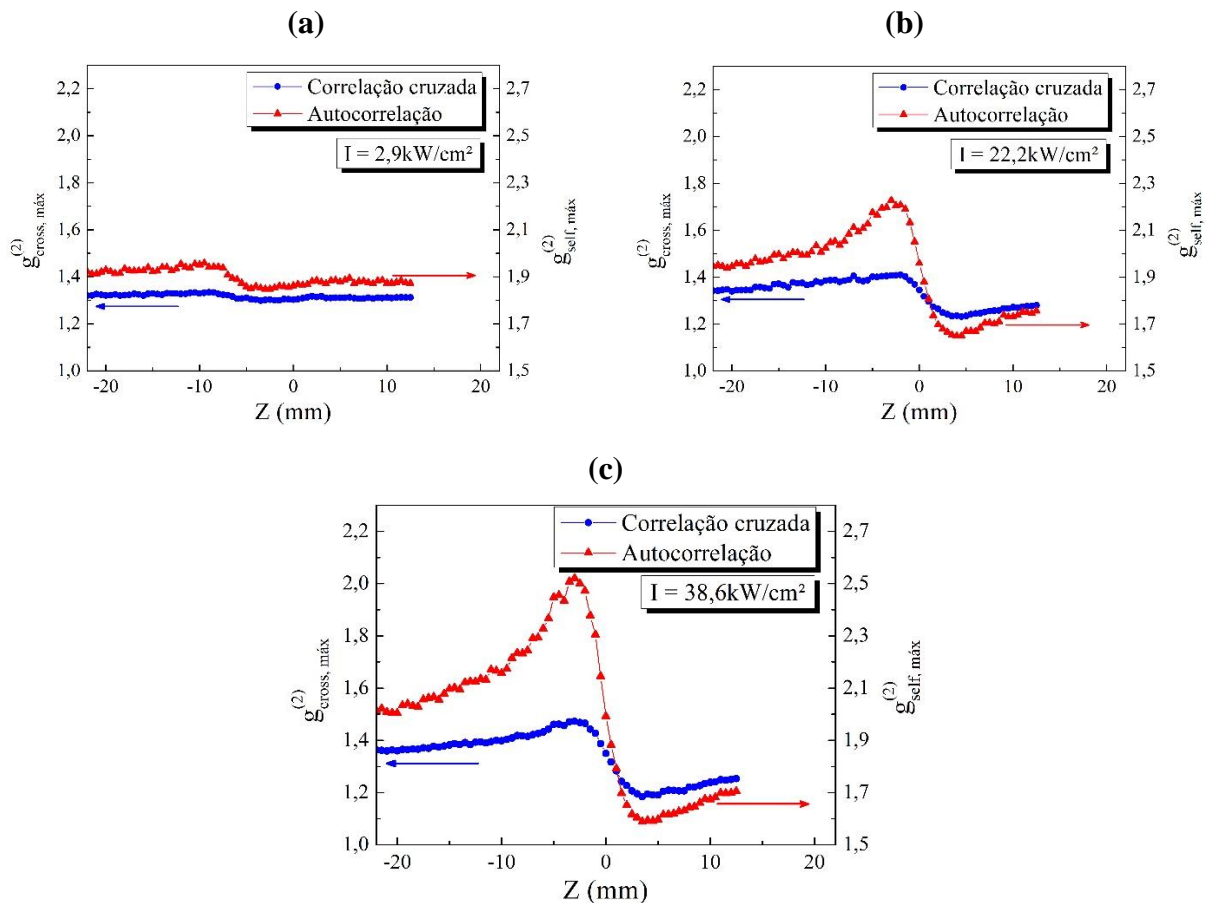 (a)
Correlação cruzada
Autocorrelação
I = 2,9kW/cm²
g(2)cross, máx
2,2
2,0
1,8
1,6
1,4
1,2
1,0
2,7
2,5
2,3
2,1
1,9
1,7
1,5
g(2)self, máx
-20 -10 0 10 20
Z (mm)
(b)
Correlação cruzada
Autocorrelação
I = 22,2kW/cm²
g(2)cross, máx
2,2
2,0
1,8
1,6
1,4
1,2
1,0
2,7
2,5
2,3
2,1
1,9
1,7
1,5
g(2)self, máx
-20 -10 0 10 20
Z (mm)
(c)
Correlação cruzada
Autocorrelação
I = 38,6kW/cm²
g(2)cross, máx
2,2
2,0
1,8
1,6
1,4
1,2
1,0
2,7
2,5
2,3
2,1
1,9
1,7
1,5
g(2)self, máx
-20 -10 0 10 20
Z (mm)